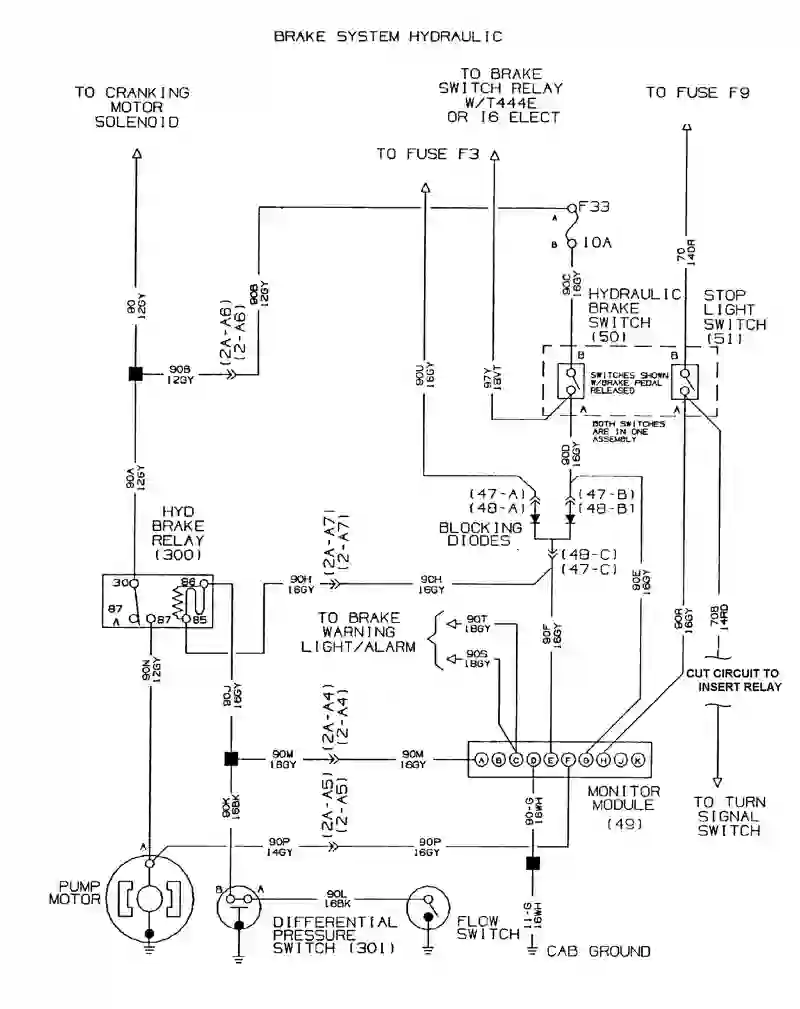 BRAKE SYSTEM HYDRAULIC
TO CRANKING
MOTOR
SOLENOID
TO BRAKE
SWITCH RELAY
W/T444E
OR I6 ELECT
TO FUSE F9
TO FUSE F3
F33
A
B
10A
90
12GY
(2A-A6)
(2-A6)
90B
12GY
90C
16GY
70
14DR
HYDRAULIC
BRAKE
SWITCH
(50)
STOP
LIGHT
SWITCH
(51)
90B
12GY
90U
16GY
97Y
18VT
B
B
SWITCHES SHOWN
W/BRAKE PEDAL
RELEASED
A
A
BOTH SWITCHES
ARE IN ONE
ASSEMBLY
90A
12GY
90D
16GY
(47-A)
(48-A)
(47-B)
(48-B)
BLOCKING
DIODES
HYD
BRAKE
RELAY
(300)
(2A-A7)
(2-A7)
(48-C)
(47-C)
90H
16GY
90H
16GY
90E
16GY
30
86
87
A
87
85
TO BRAKE
WARNING
LIGHT/ALARM
90T
18GY
90S
18GY
90F
16GY
90R
16GY
70B
14RD
90N
12GY
90J
16GY
CUT CIRCUIT TO
INSERT RELAY
(2A-A4)
(2-A4)
90M
18GY
90M
18GY
A B C D E F G H J K
MONITOR
MODULE
(49)
TO TURN
SIGNAL
SWITCH
90K
16BK
(2A-A5)
(2-A5)
90-G
16WH
A
90P
14GY
90P
16GY
PUMP
MOTOR
B
A
90L
16BK
11-G
16WH
DIFFERENTIAL
PRESSURE
SWITCH (301)
FLOW
SWITCH
CAB GROUND